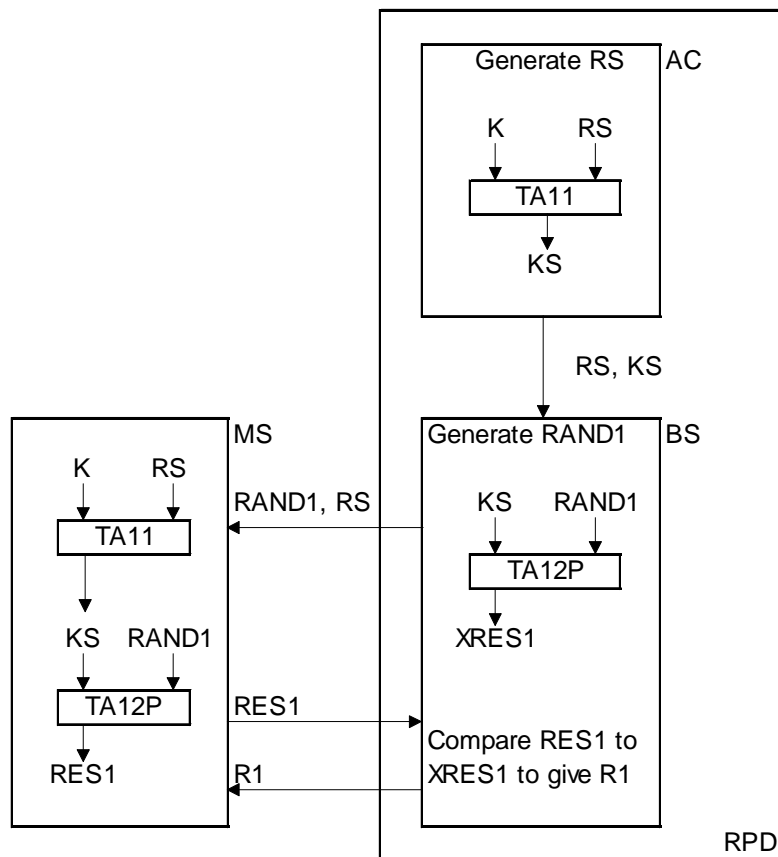 Generate RS
AC
K
RS
TA11
KS
RS, KS
MS
Generate RAND1
BS
K
RS
RAND1, RS
KS
RAND1
TA11
TA12P
KS
RAND1
XRES1
TA12P
RES1
RES1
Compare RES1 to
XRES1 to give R1
R1
RPD